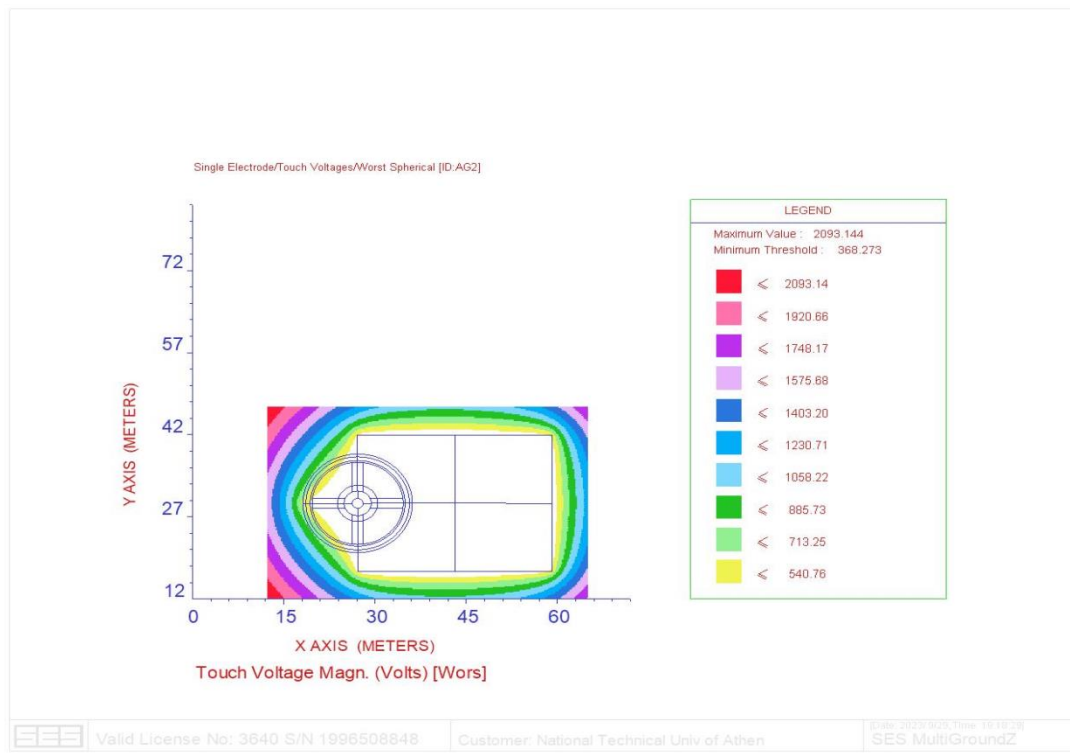 Single Electrode/Touch Voltages/Worst Spherical [ID:AG2]
LEGEND
Maximum Value : 2093.144
Minimum Threshold : 368.273
≤ 2093.14
≤ 1920.66
≤ 1748.17
≤ 1575.68
≤ 1403.20
≤ 1230.71
≤ 1058.22
≤ 885.73
≤ 713.25
≤ 540.76
72
57
42
27
12
Y AXIS (METERS)
0 15 30 45 60
X AXIS (METERS)
Touch Voltage Magn. (Volts) [Wors]
SES
Valid License No: 3640 S/N 1996508848
Customer: National Technical Univ of Athen
SES MultiGroundZ